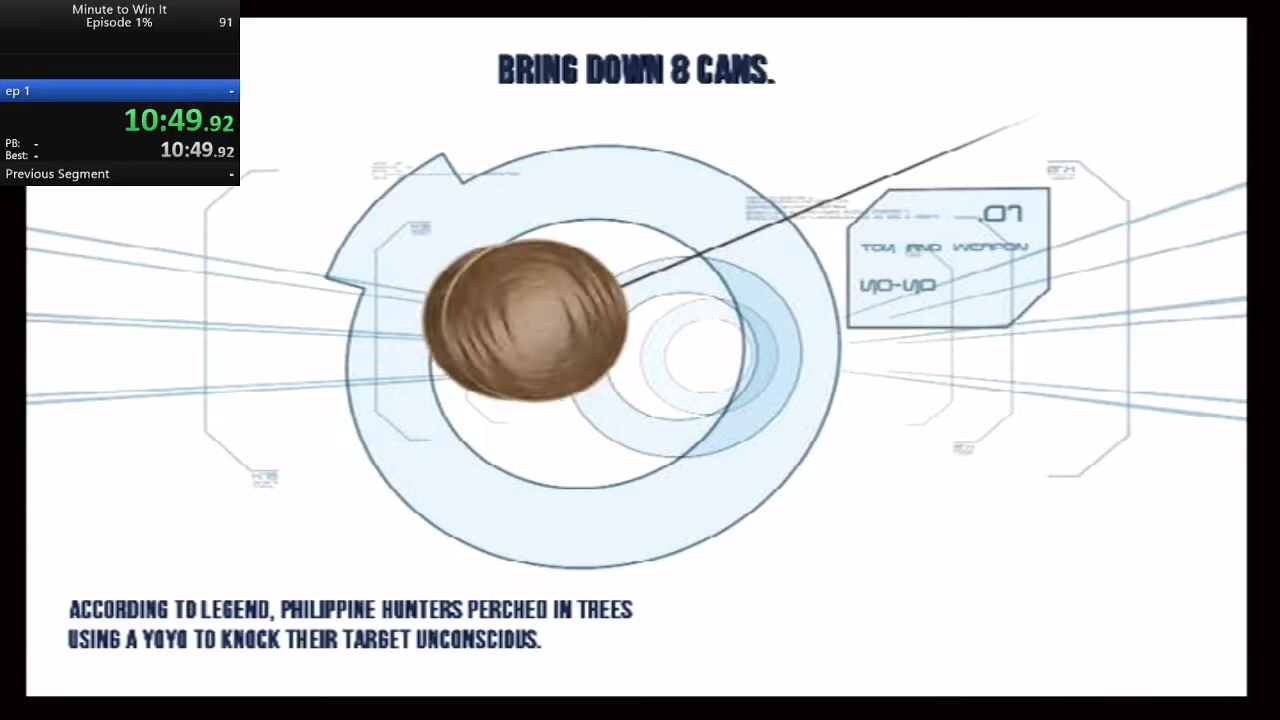 Minute to Win It
Episode 1% 91
ep 1 -
10:49.92
PB: - 10:49.92
Best: -
Previous Segment -
BRING DOWN 8 CANS.
.07
TOY AND WEAPON
YO-YO
ACCORDING TO LEGEND, PHILIPPINE HUNTERS PERCHED IN TREES
USING A YOYO TO KNOCK THEIR TARGET UNCONSCIOUS.